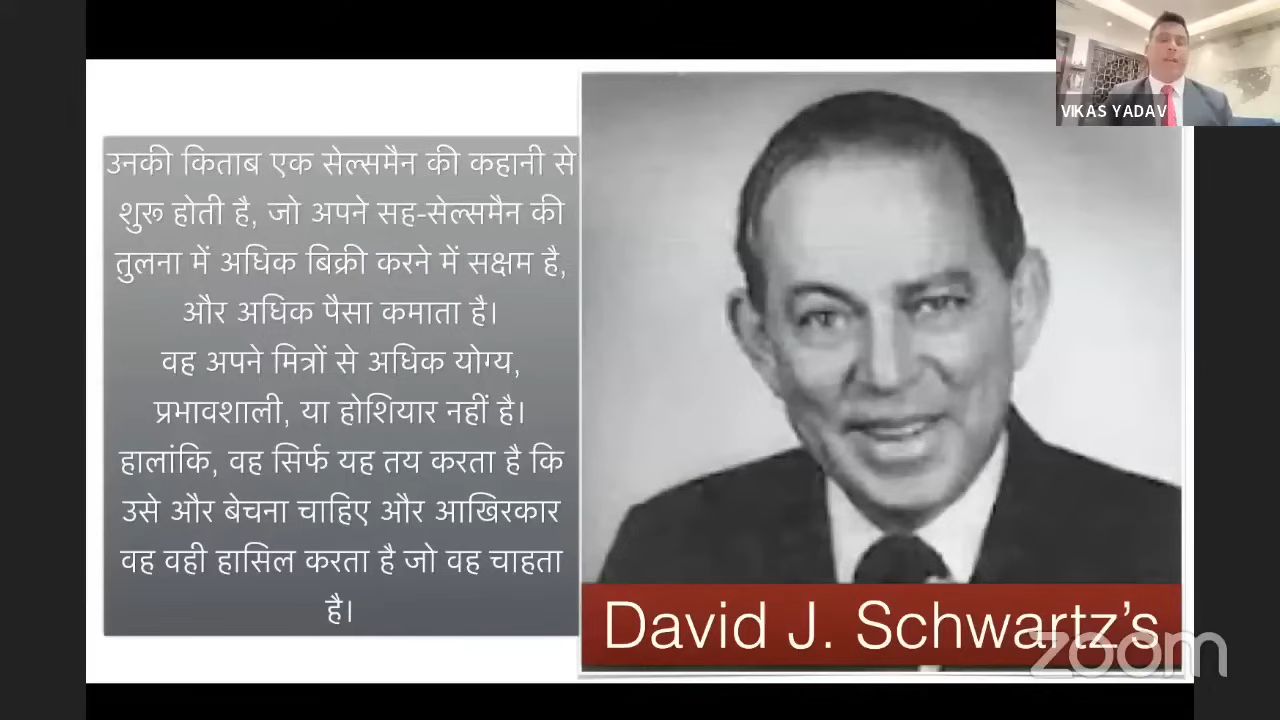 उनकी किताब एक सेल्समैन की कहानी से
शुरू होती है, जो अपने सह-सेल्समैन की
तुलना में अधिक बिक्री करने में सक्षम है,
और अधिक पैसा कमाता है।
वह अपने मित्रों से अधिक योग्य,
प्रभावशाली, या होशियार नहीं है।
हालांकि, वह सिर्फ यह तय करता है कि
उसे और बेचना चाहिए और आखिरकार
वह वही हासिल करता है जो वह चाहता
है।
VIKAS YADAV
David J. Schwartz’s
zoom